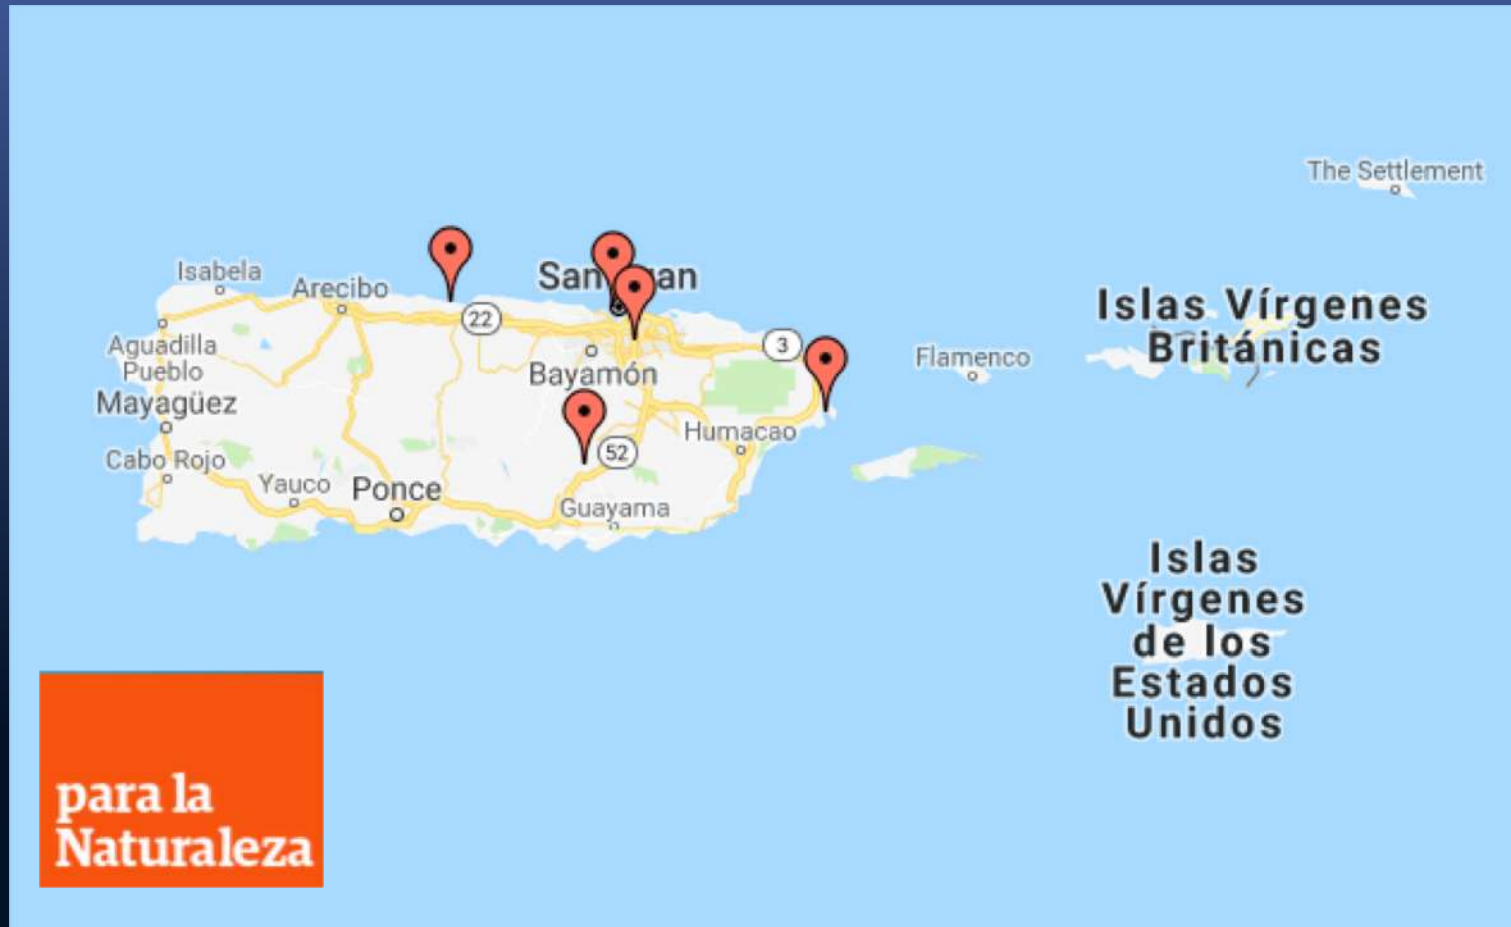 The Settlement
Isabela
Arecibo
San Juan
22
3
Aguadilla
Pueblo
Bayamón
Mayagüez
Flamenco
Islas Vírgenes
Británicas
Humacao
52
Cabo Rojo
Yauco
Ponce
Guayama
Islas
Vírgenes
de los
Estados
Unidos
para la
Naturaleza